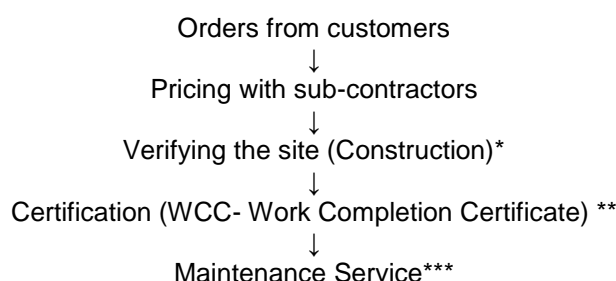 Orders from customers
↓
Pricing with sub-contractors
↓
Verifying the site (Construction)*
↓
Certification (WCC- Work Completion Certificate) **
↓
Maintenance Service***